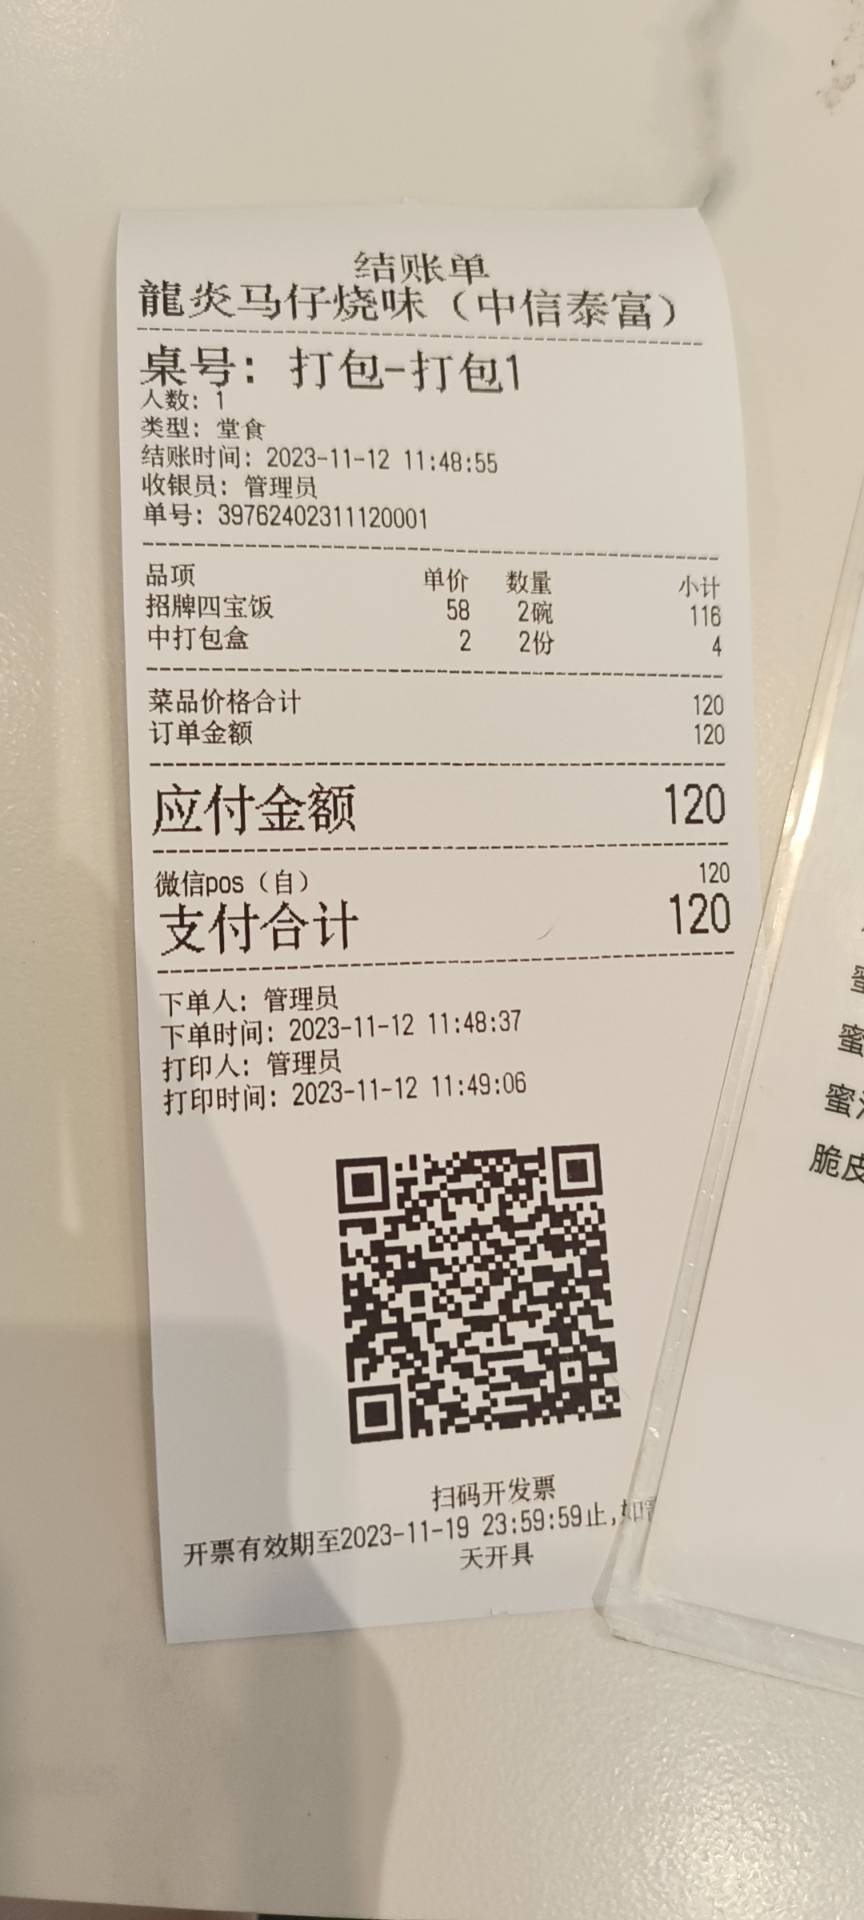 结账单
龍炎马仔烧味（中信泰富）
桌号：打包-打包1
人数：1
类型：堂食
结账时间：2023-11-12 11:48:55
收银员：管理员
单号：39762402311120001
品项 单价 数量 小计
招牌四宝饭 58 2碗 116
中打包盒 2 2份 4
菜品价格合计 120
订单金额 120
应付金额 120
微信pos（自） 120
支付合计 120
下单人：管理员
下单时间：2023-11-12 11:48:37
打印人：管理员
打印时间：2023-11-12 11:49:06
扫码开发票
开票有效期至2023-11-19 23:59:59止,如
天开具
蜜
蜜
蜜
脆皮